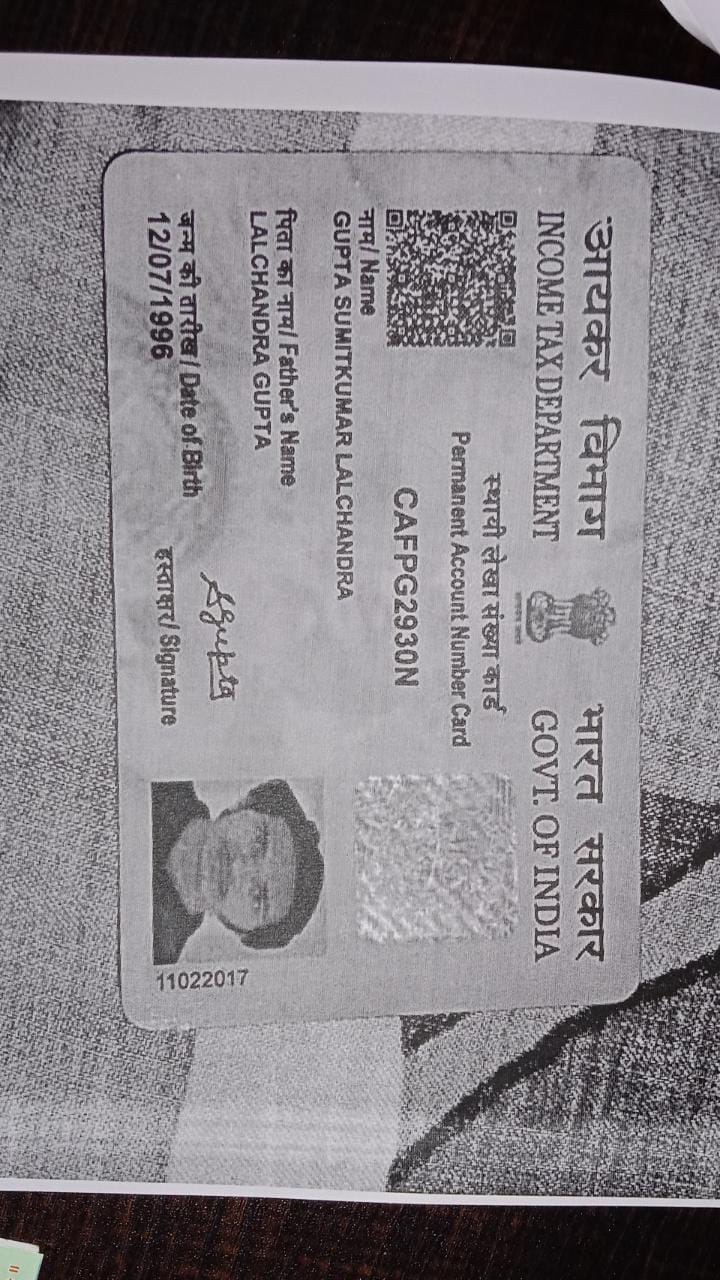 आयकर विभाग
INCOME TAX DEPARTMENT
भारत सरकार
GOVT. OF INDIA
स्थायी लेखा संख्या कार्ड
Permanent Account Number Card
CAFPG2930N
नाम/ Name
GUPTA SUMITKUMAR LALCHANDRA
पिता का नाम/ Father's Name
LALCHANDRA GUPTA
जन्म की तारीख/ Date of Birth
12/07/1996
SGupta
हस्ताक्षर/ Signature
11022017